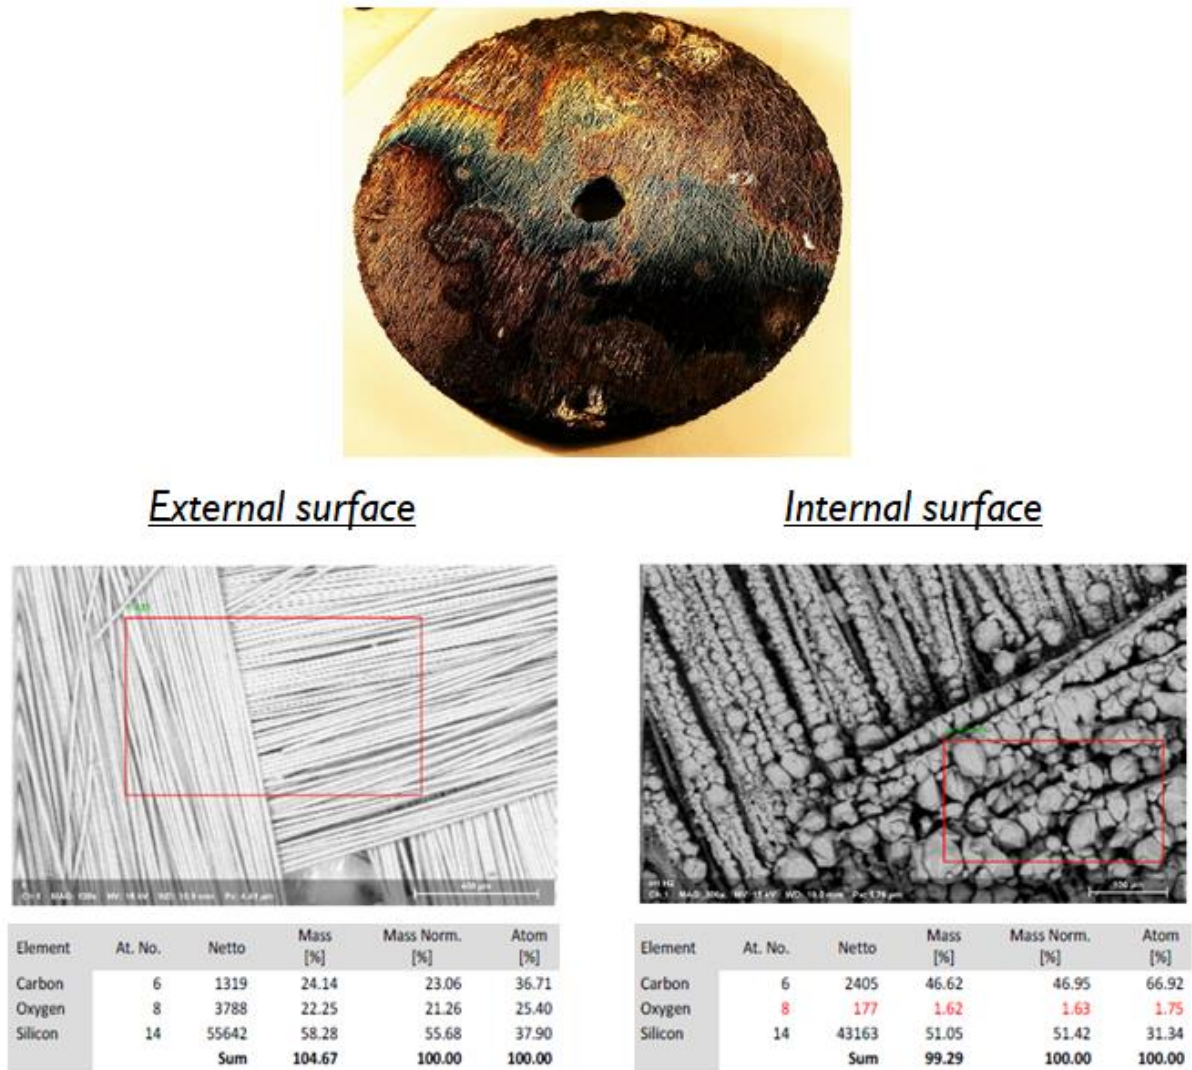 External surface
Internal surface
400 µm
100 µm
Element At. No. Netto Mass [%] Mass Norm. [%] Atom [%]
Carbon 6 1319 24.14 23.06 36.71
Oxygen 8 3788 22.25 21.26 25.40
Silicon 14 55642 58.28 55.68 37.90
Sum 104.67 100.00 100.00
Element At. No. Netto Mass [%] Mass Norm. [%] Atom [%]
Carbon 6 2405 46.62 46.95 66.92
Oxygen 8 177 1.62 1.63 1.75
Silicon 14 43163 51.05 51.42 31.34
Sum 99.29 100.00 100.00